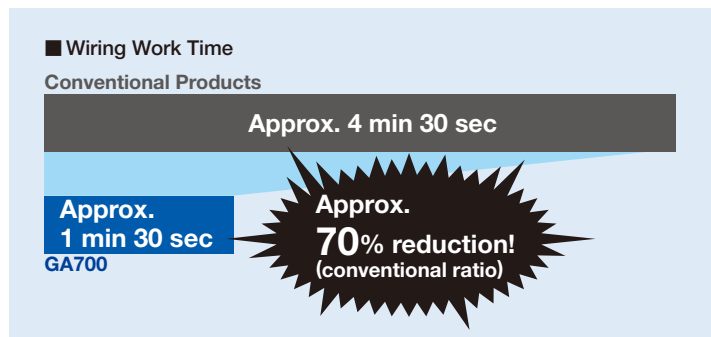 ■ Wiring Work Time
Conventional Products
Approx. 4 min 30 sec
Approx.
1 min 30 sec
GA700
Approx.
70% reduction!
(conventional ratio)